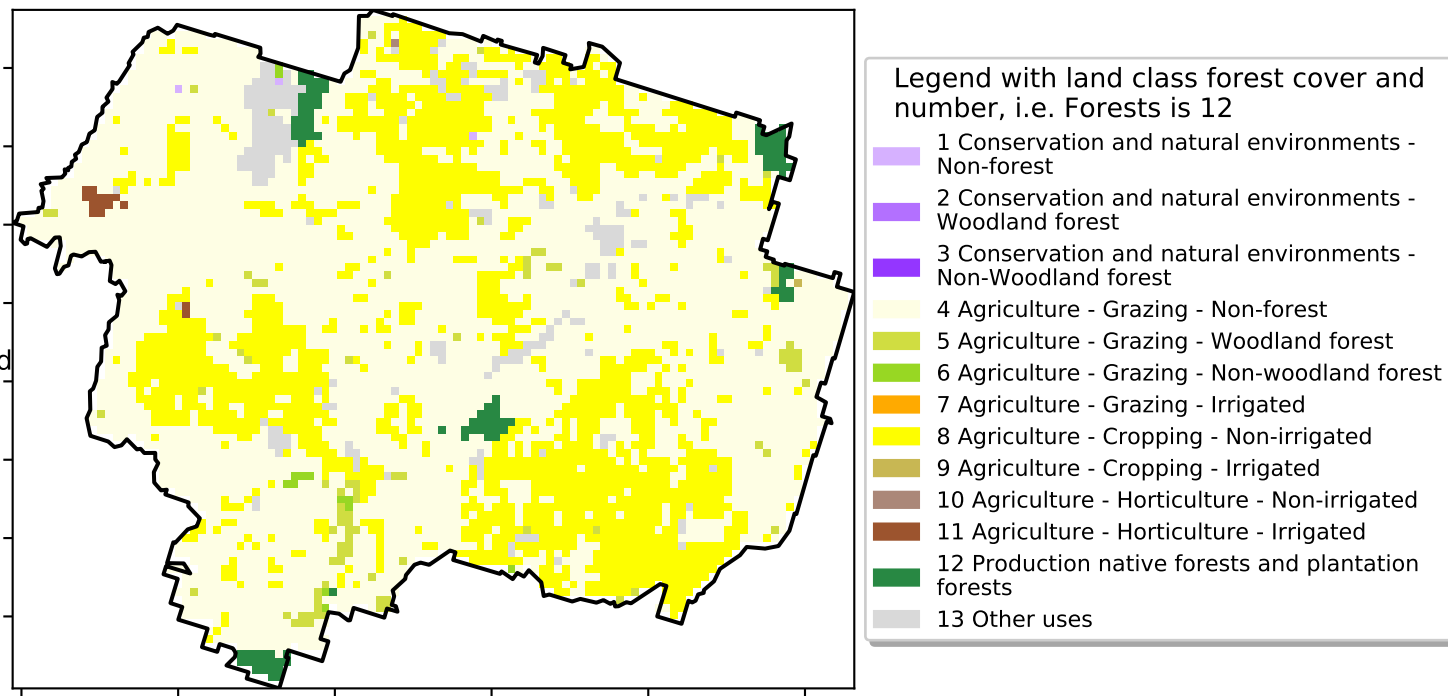 Legend with land class forest cover and
number, i.e. Forests is 12
1 Conservation and natural environments -
Non-forest
2 Conservation and natural environments -
Woodland forest
3 Conservation and natural environments -
Non-Woodland forest
4 Agriculture - Grazing - Non-forest
d
5 Agriculture - Grazing - Woodland forest
6 Agriculture - Grazing - Non-woodland forest
7 Agriculture - Grazing - Irrigated
8 Agriculture - Cropping - Non-irrigated
9 Agriculture - Cropping - Irrigated
10 Agriculture - Horticulture - Non-irrigated
11 Agriculture - Horticulture - Irrigated
12 Production native forests and plantation
forests
13 Other uses